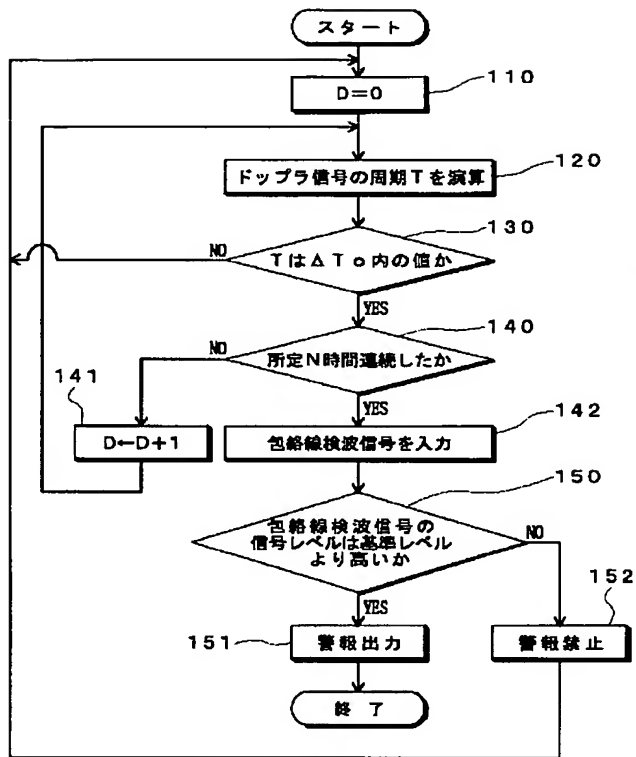 スタート
110
D=0
120
ドップラ信号の周期Tを演算
130
NO
TはΔTo内の値か
YES
140
NO
所定N時間連続したか
141
YES
142
D←D+1
包絡線検波信号を入力
150
包絡線検波信号の
信号レベルは基準レベル
より高いか
NO
152
YES
151
警報出力
警報禁止
終了